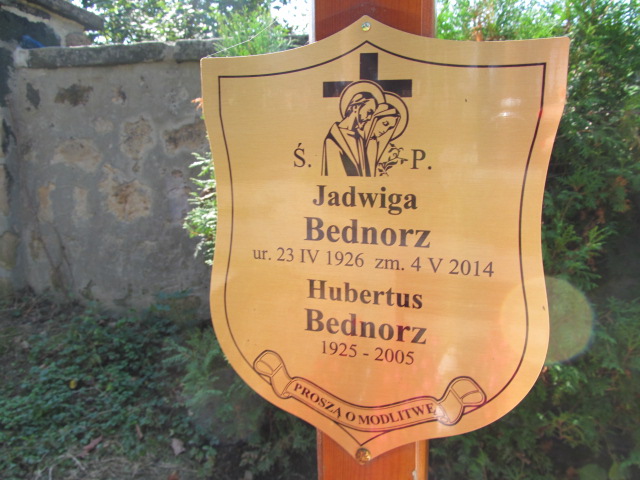 Ś. P.
Jadwiga
Bednorz
ur. 23 IV 1926 zm. 4 V 2014
Hubertus
Bednorz
1925 - 2005
PROSZĄ O MODLITWĘ